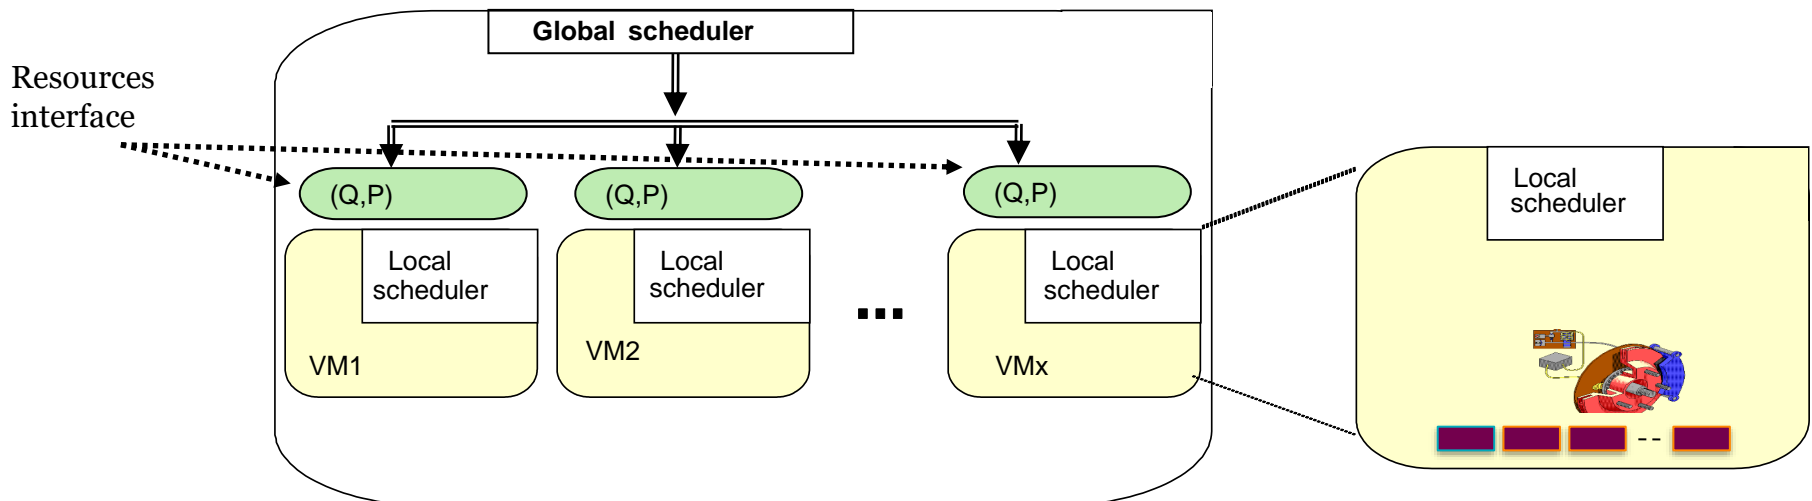 Global scheduler
Resources
interface
(Q,P)
(Q,P)
(Q,P)
Local
scheduler
Local
scheduler
Local
scheduler
Local
scheduler
...
VM1
VM2
VMx
--